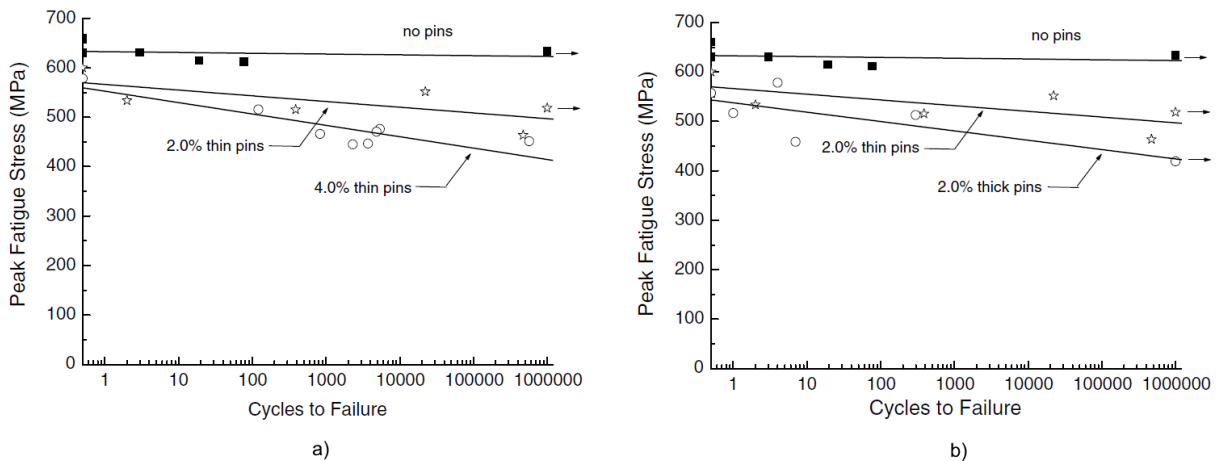 700
600
500
400
300
200
100
0
Peak Fatigue Stress (MPa)
no pins
2.0% thin pins
4.0% thin pins
1 10 100 1000 10000 100000 1000000
Cycles to Failure
a)
700
600
500
400
300
200
100
0
Peak Fatigue Stress (MPa)
no pins
2.0% thin pins
2.0% thick pins
1 10 100 1000 10000 100000 1000000
Cycles to Failure
b)